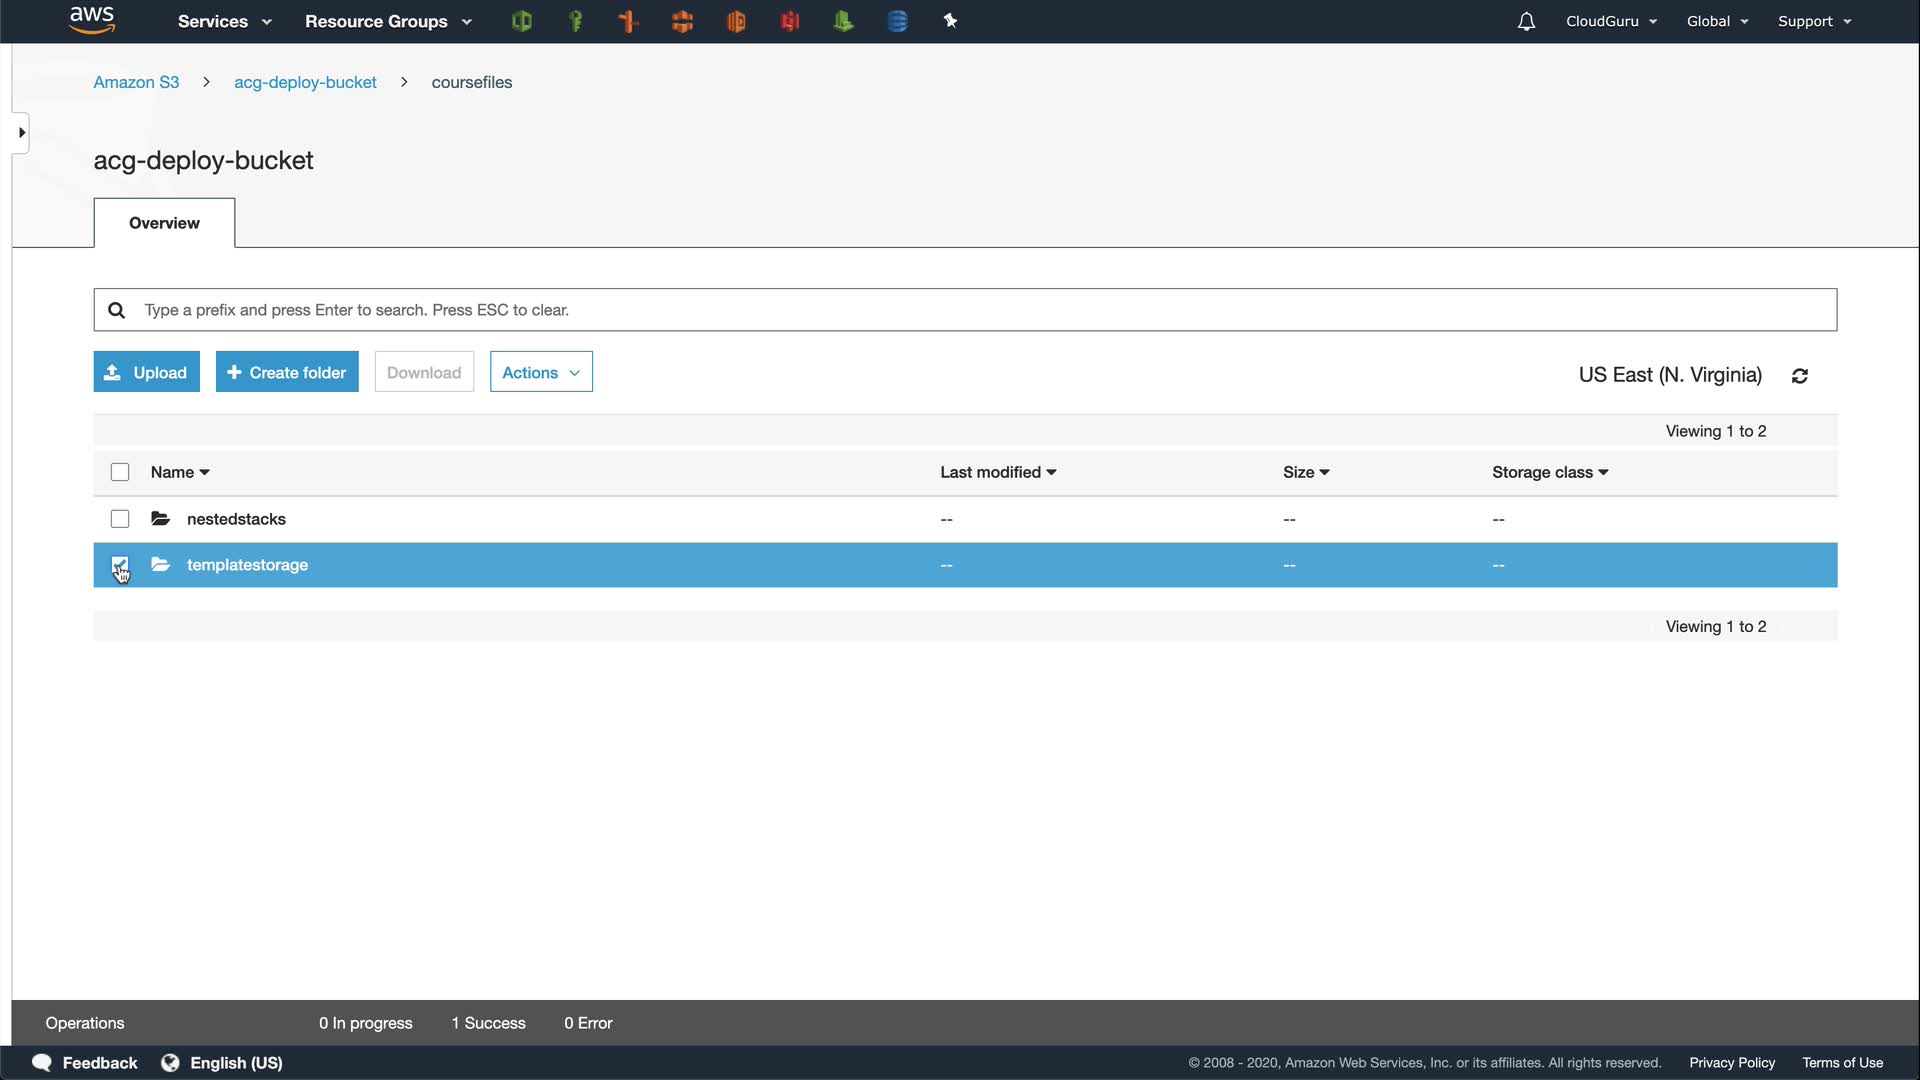 aws Services Resource Groups CloudGuru Global Support
Amazon S3 > acg-deploy-bucket > coursefiles
acg-deploy-bucket
Overview
Type a prefix and press Enter to search. Press ESC to clear.
Upload + Create folder Download Actions US East (N. Virginia)
Viewing 1 to 2
Name Last modified Size Storage class
nestedstacks -- -- --
templatestorage -- -- --
Viewing 1 to 2
Operations 0 In progress 1 Success 0 Error
Feedback English (US) © 2008 - 2020, Amazon Web Services, Inc. or its affiliates. All rights reserved. Privacy Policy Terms of Use